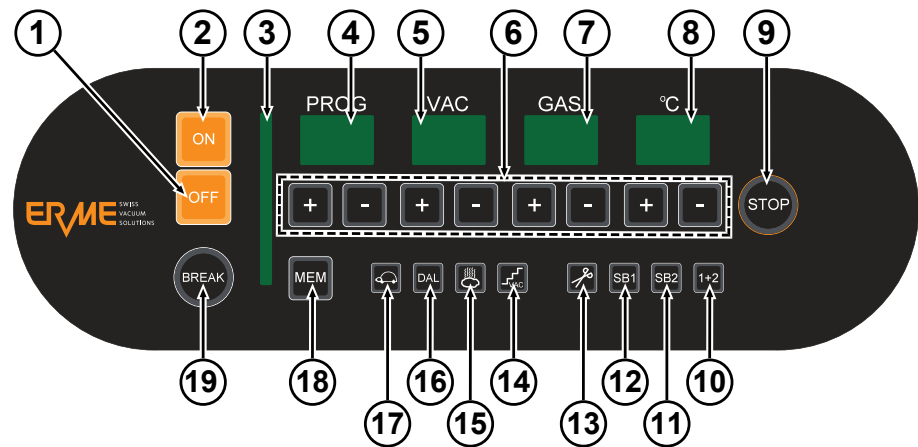 1 2 3 4 5 6 7 8 9
PROG VAC GAS °C
ON
OFF
ERME SWISS
VACUUM
SOLUTIONS
+ - + - + - + -
STOP
BREAK
MEM
DAL
VAC
SB1 SB2 1+2
19 18 16 14 12 10
17 15 13 11